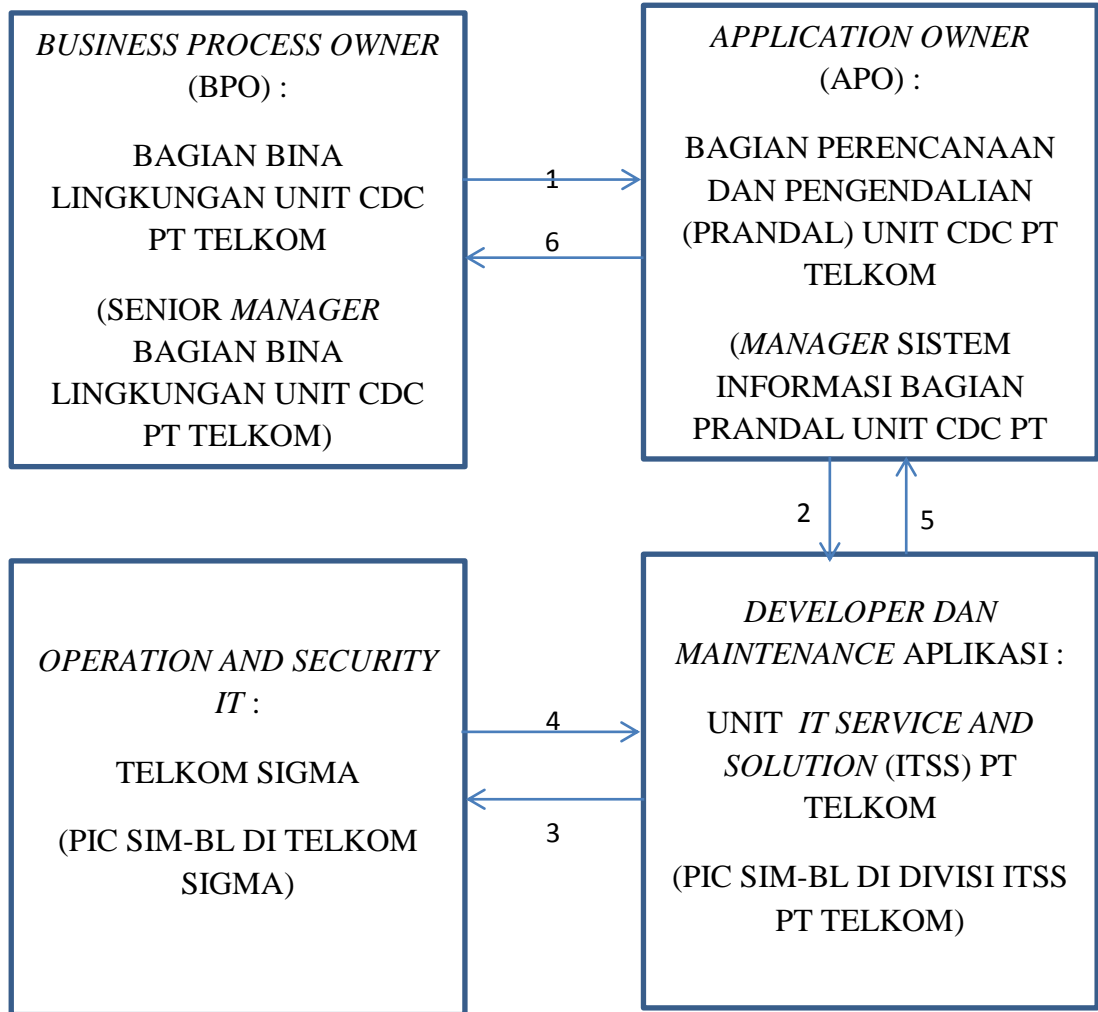 BUSINESS PROCESS OWNER
(BPO) :
BAGIAN BINA
LINGKUNGAN UNIT CDC
PT TELKOM
(SENIOR MANAGER
BAGIAN BINA
LINGKUNGAN UNIT CDC
PT TELKOM)
1
6
APPLICATION OWNER
(APO) :
BAGIAN PERENCANAAN
DAN PENGENDALIAN
(PRANDAL) UNIT CDC PT
TELKOM
(MANAGER SISTEM
INFORMASI BAGIAN
PRANDAL UNIT CDC PT
2
5
OPERATION AND SECURITY
IT :
TELKOM SIGMA
(PIC SIM-BL DI TELKOM
SIGMA)
4
3
DEVELOPER DAN
MAINTENANCE APLIKASI :
UNIT IT SERVICE AND
SOLUTION (ITSS) PT
TELKOM
(PIC SIM-BL DI DIVISI ITSS
PT TELKOM)